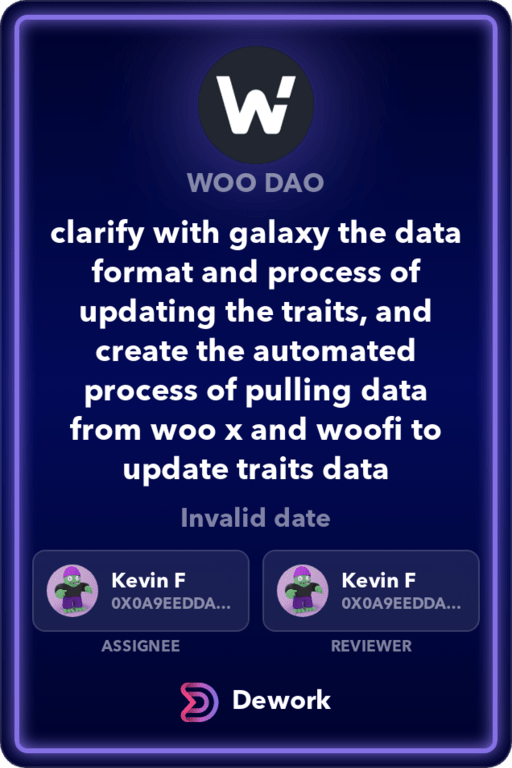 W
WOO DAO
clarify with galaxy the data
format and process of
updating the traits, and
create the automated
process of pulling data
from woo x and woofi to
update traits data
Invalid date
Kevin F
0X0A9EEDDA...
ASSIGNEE
Kevin F
0X0A9EEDDA...
REVIEWER
Dework